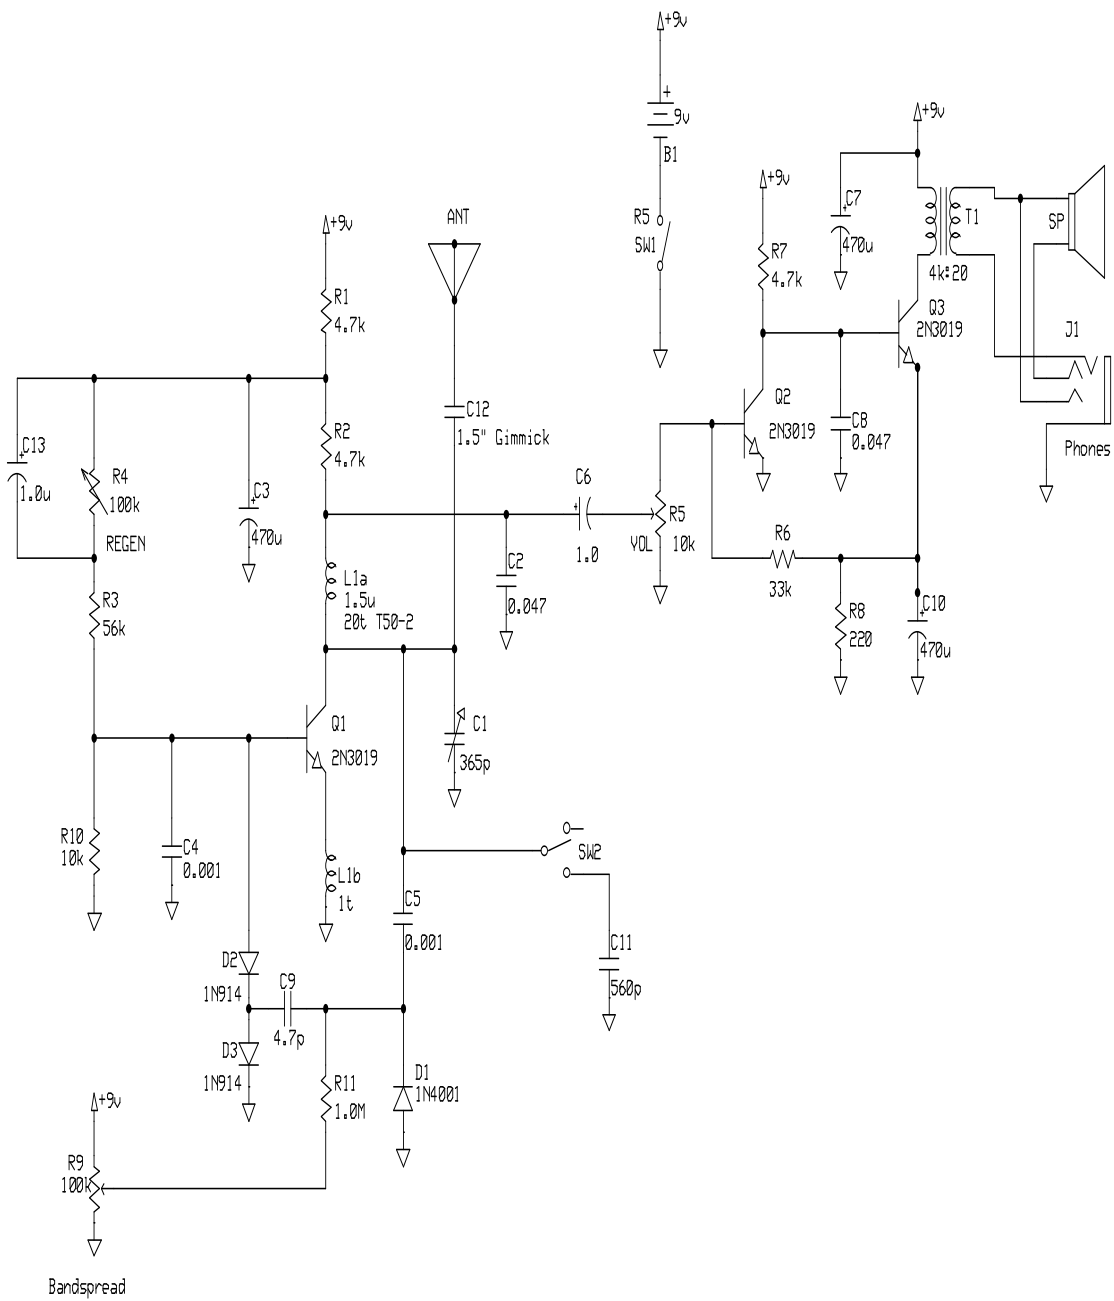 +9v
+
9v
B1
+9v
+9v
C7
+
470u
T1
SP
4k:20
ANT
R5
SW1
+9v
R7
4.7k
R1
4.7k
Q3
2N3019
J1
Q2
2N3019
C12
1.5" Gimmick
R2
4.7k
C8
0.047
Phones
+
C13
1.0u
R4
100k
REGEN
C3
+
470u
C6
+
1.0
VOL
R5
10k
R6
33k
L1a
1.5u
20t T50-2
C2
0.047
R3
56k
R8
220
+
C10
470u
Q1
2N3019
C1
365p
R10
10k
C4
0.001
SW2
L1b
1t
C5
0.001
C11
560p
D2
1N914
C9
4.7p
D3
1N914
R11
1.0M
D1
1N4001
+9v
R9
100k
Bandspread